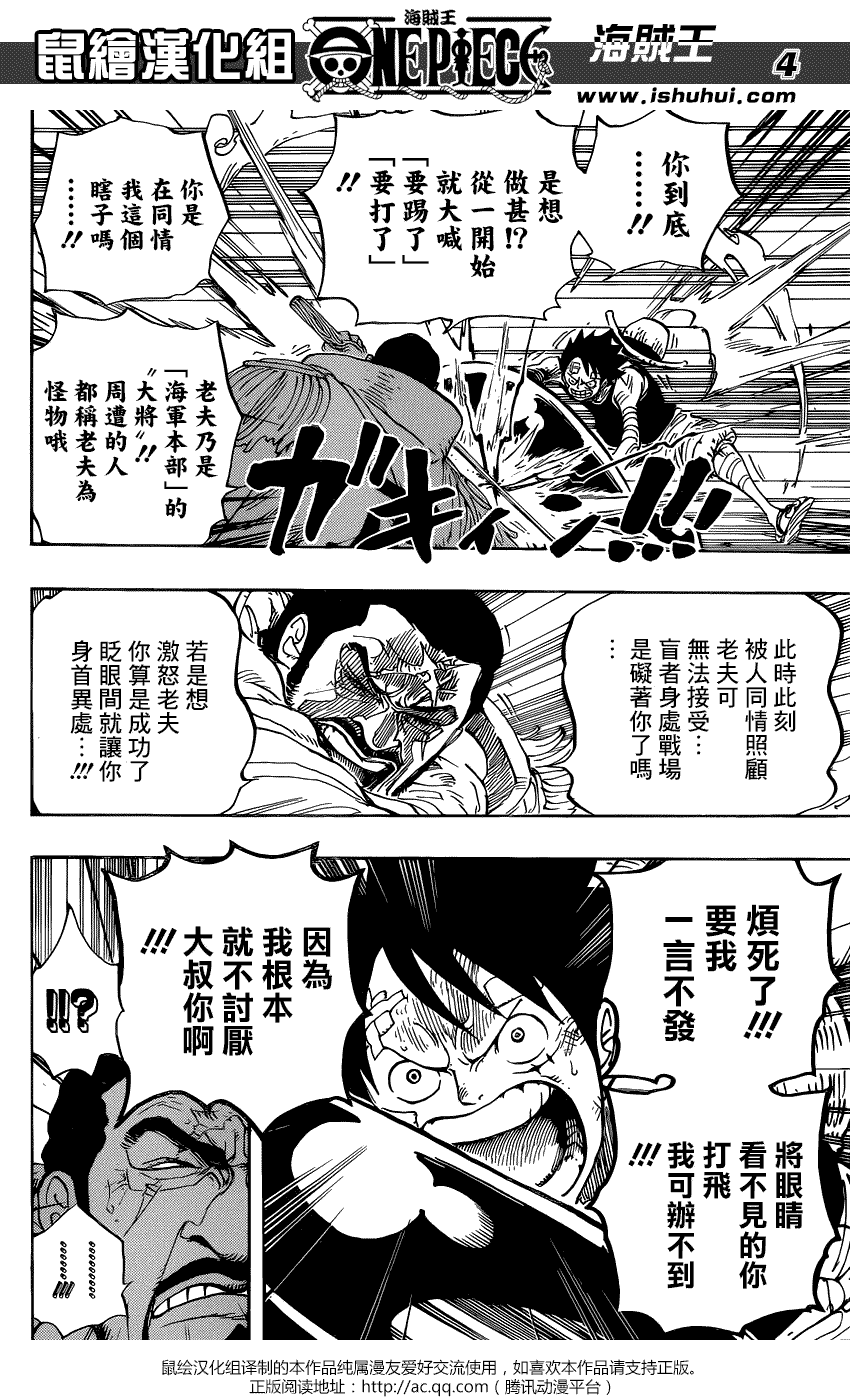 鼠繪漢化組
海賊王
ONE PIECE
海賊王
4
www.ishuhui.com
你到底
……!!
是想
做甚!?
從一開始
就大喊
「要踢了」
「要打了」
!!
你是
在同情
我這個
瞎子嗎
……!!
老夫乃是
「海軍本部」的
“大將”!!
周遭的人
都稱老夫為
怪物哦
ガギィン!!!
此時此刻
被人同情照顧
老夫可
無法接受…
盲者身處戰場
是礙著你了嗎
…
若是想
激怒老夫
你算是成功了
眨眼間就讓你
身首異處…!!!
煩死了!!!
要我
一言不發
將眼睛
看不見的你
打飛
我可辦不到
!!!
因為
我根本
就不討厭
大叔你啊
!!!
!!?
…………
…………!!!
鼠绘汉化组译制的本作品纯属漫友爱好交流使用，如喜欢本作品请支持正版。
正版阅读地址：http://ac.qq.com（腾讯动漫平台）